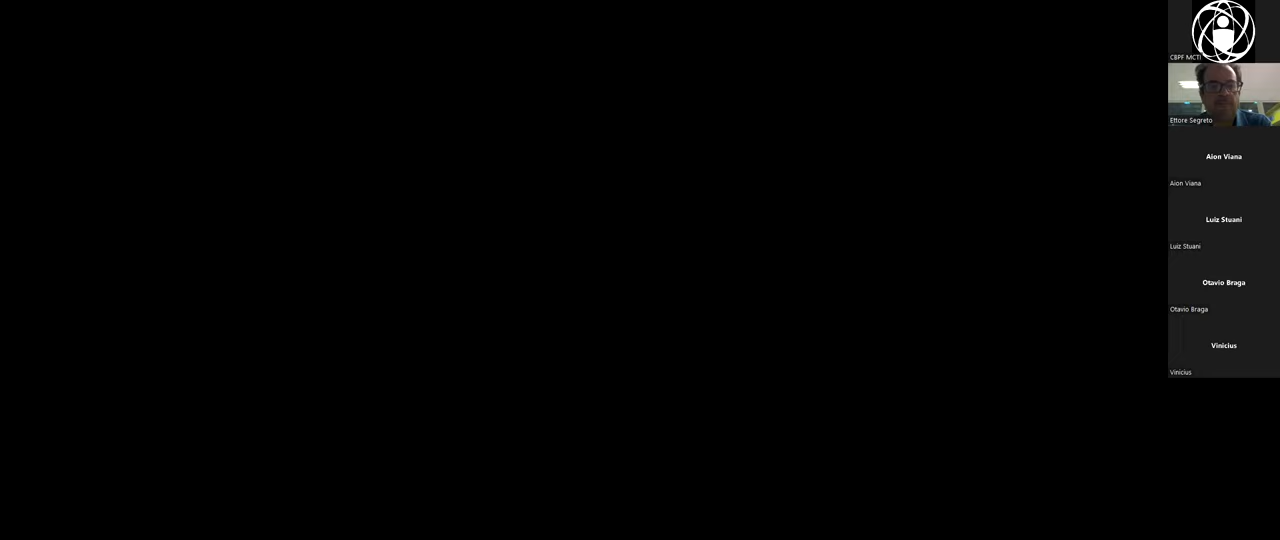 CBPF MCTI
Ettore Segreto
Aion Viana
Aion Viana
Luiz Stuani
Luiz Stuani
Otavio Braga
Otavio Braga
Vinicius
Vinicius